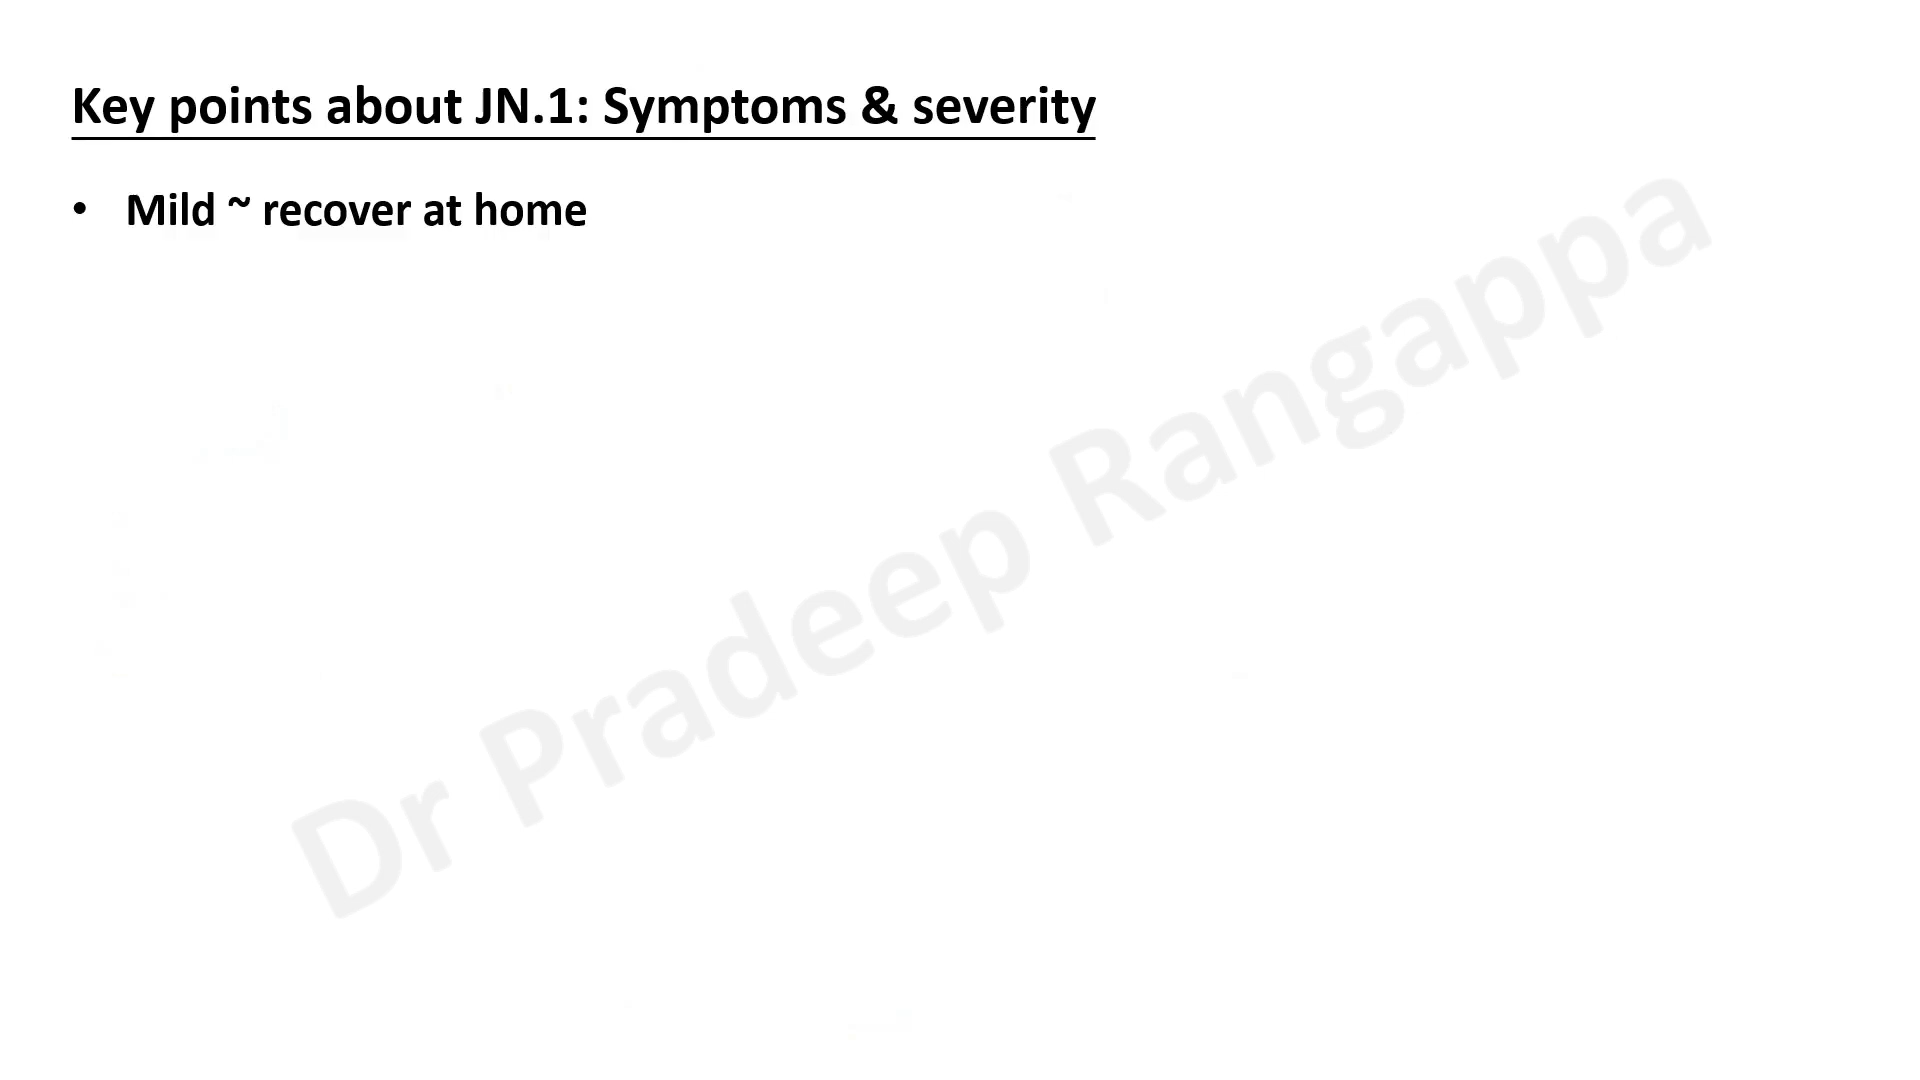 Key points about JN.1: Symptoms & severity
• Mild ~ recover at home
Dr Pradeep Rangappa